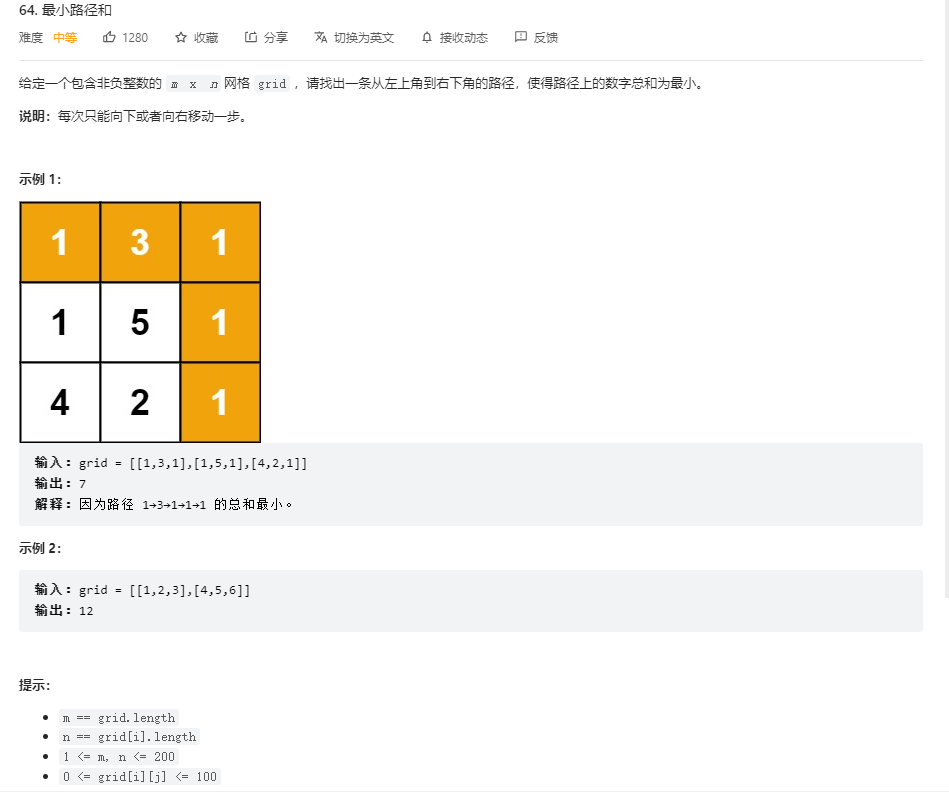 64. 最小路径和
难度 中等 1280 收藏 分享 切换为英文 接收动态 反馈
给定一个包含非负整数的 m x n 网格 grid ，请找出一条从左上角到右下角的路径，使得路径上的数字总和为最小。
说明：每次只能向下或者向右移动一步。
示例 1：
1 3 1
1 5 1
4 2 1
输入：grid = [[1,3,1],[1,5,1],[4,2,1]]
输出：7
解释：因为路径 1→3→1→1→1 的总和最小。
示例 2：
输入：grid = [[1,2,3],[4,5,6]]
输出：12
提示：
m == grid.length
n == grid[i].length
1 <= m, n <= 200
0 <= grid[i][j] <= 100